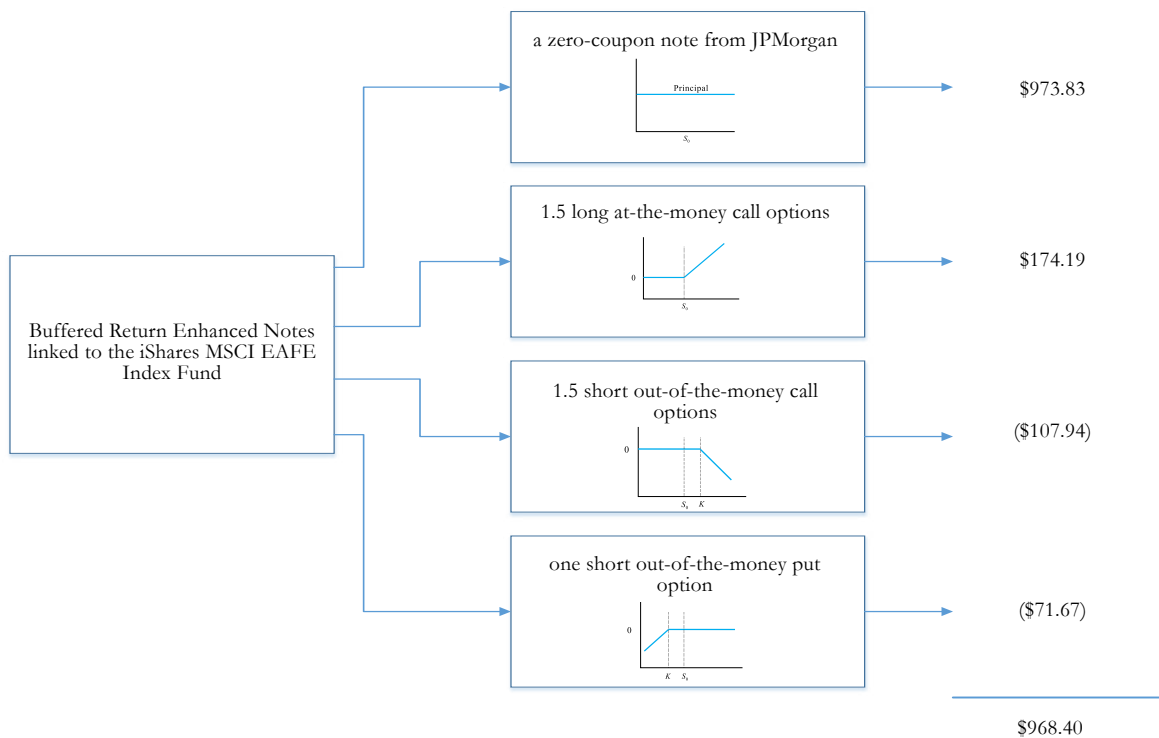 a zero-coupon note from JPMorgan
Principal
S0
$973.83
1.5 long at-the-money call options
0
S0
$174.19
Buffered Return Enhanced Notes
linked to the iShares MSCI EAFE
Index Fund
1.5 short out-of-the-money call
options
0
S0 K
($107.94)
one short out-of-the-money put
option
0
K S0
($71.67)
$968.40